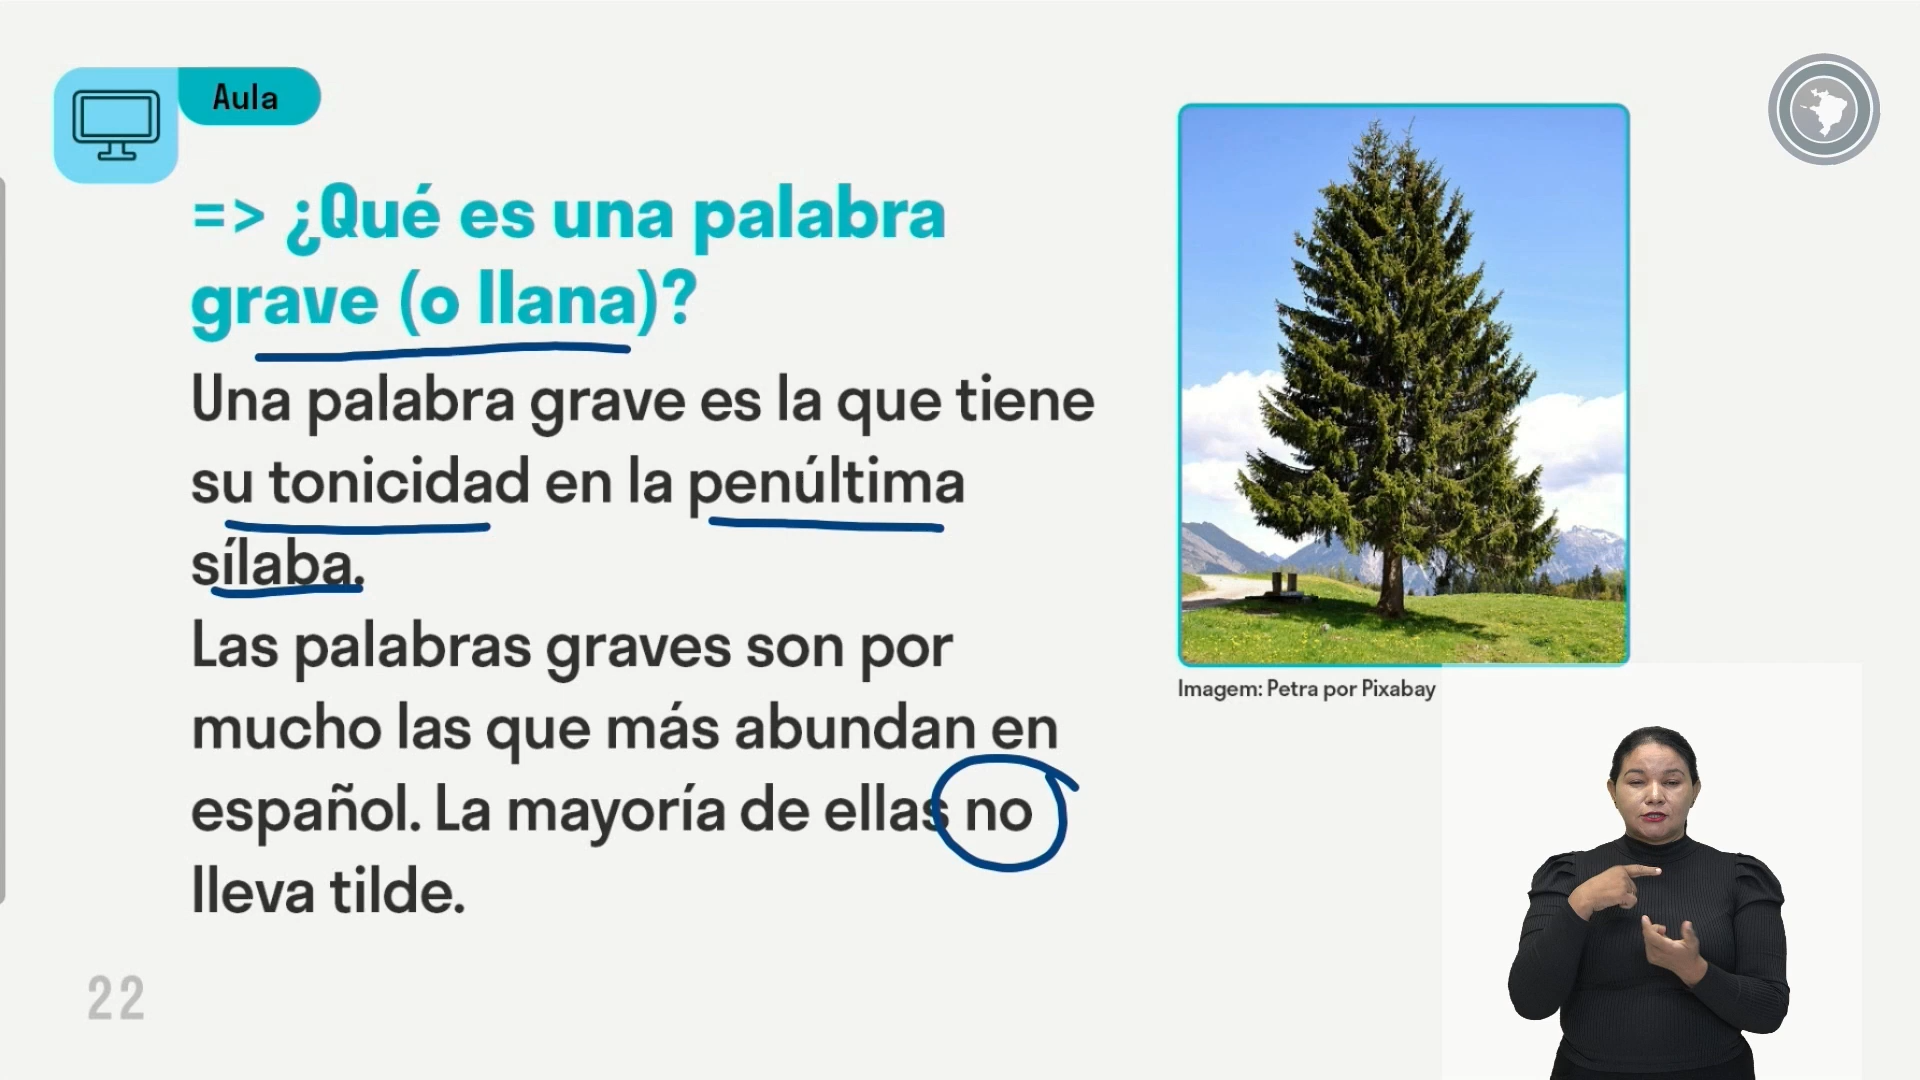 Aula
=> ¿Qué es una palabra
grave (o llana)?
Una palabra grave es la que tiene
su tonicidad en la penúltima
sílaba.
Las palabras graves son por
mucho las que más abundan en
español. La mayoría de ellas no
lleva tilde.
Imagem: Petra por Pixabay
22